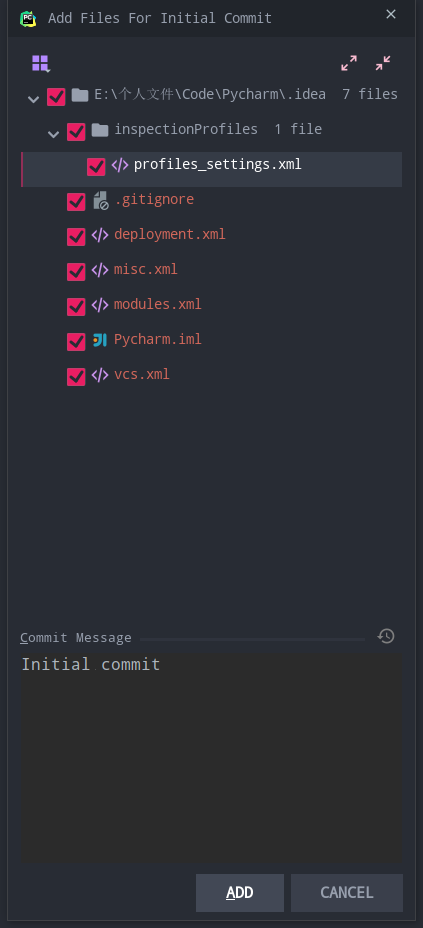 Add Files For Initial Commit
E:\个人文件\Code\Pycharm\.idea 7 files
inspectionProfiles 1 file
profiles_settings.xml
.gitignore
deployment.xml
misc.xml
modules.xml
Pycharm.iml
vcs.xml
Commit Message
Initial commit
ADD CANCEL